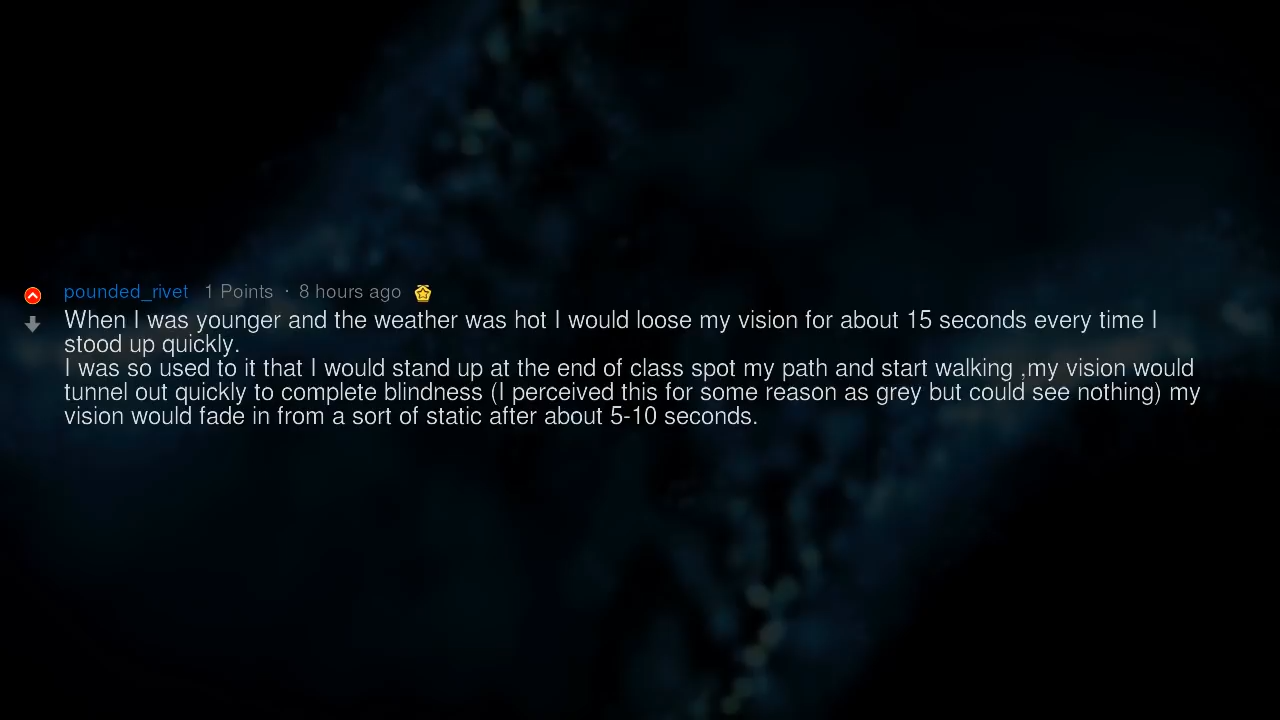 pounded_rivet 1 Points · 8 hours ago
When I was younger and the weather was hot I would loose my vision for about 15 seconds every time I
stood up quickly.
I was so used to it that I would stand up at the end of class spot my path and start walking .my vision would
tunnel out quickly to complete blindness (I perceived this for some reason as grey but could see nothing) my
vision would fade in from a sort of static after about 5-10 seconds.